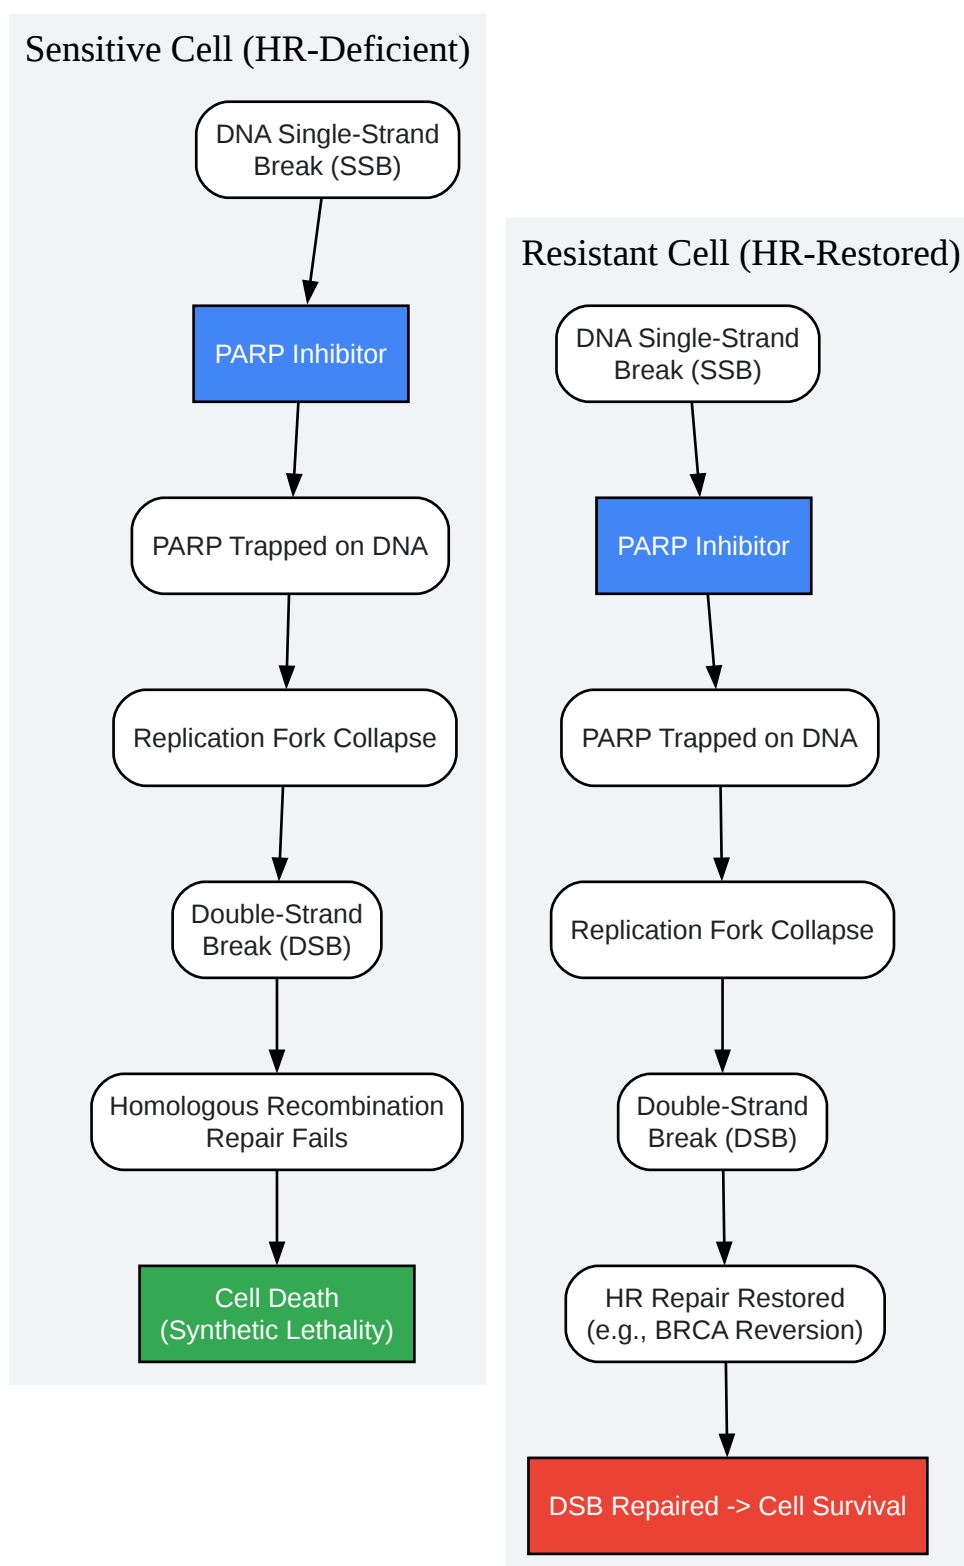 Sensitive Cell (HR-Deficient)
DNA Single-Strand
Break (SSB)
PARP Inhibitor
PARP Trapped on DNA
Replication Fork Collapse
Double-Strand
Break (DSB)
Homologous Recombination
Repair Fails
Cell Death
(Synthetic Lethality)
Resistant Cell (HR-Restored)
DNA Single-Strand
Break (SSB)
PARP Inhibitor
PARP Trapped on DNA
Replication Fork Collapse
Double-Strand
Break (DSB)
HR Repair Restored
(e.g., BRCA Reversion)
DSB Repaired -> Cell Survival